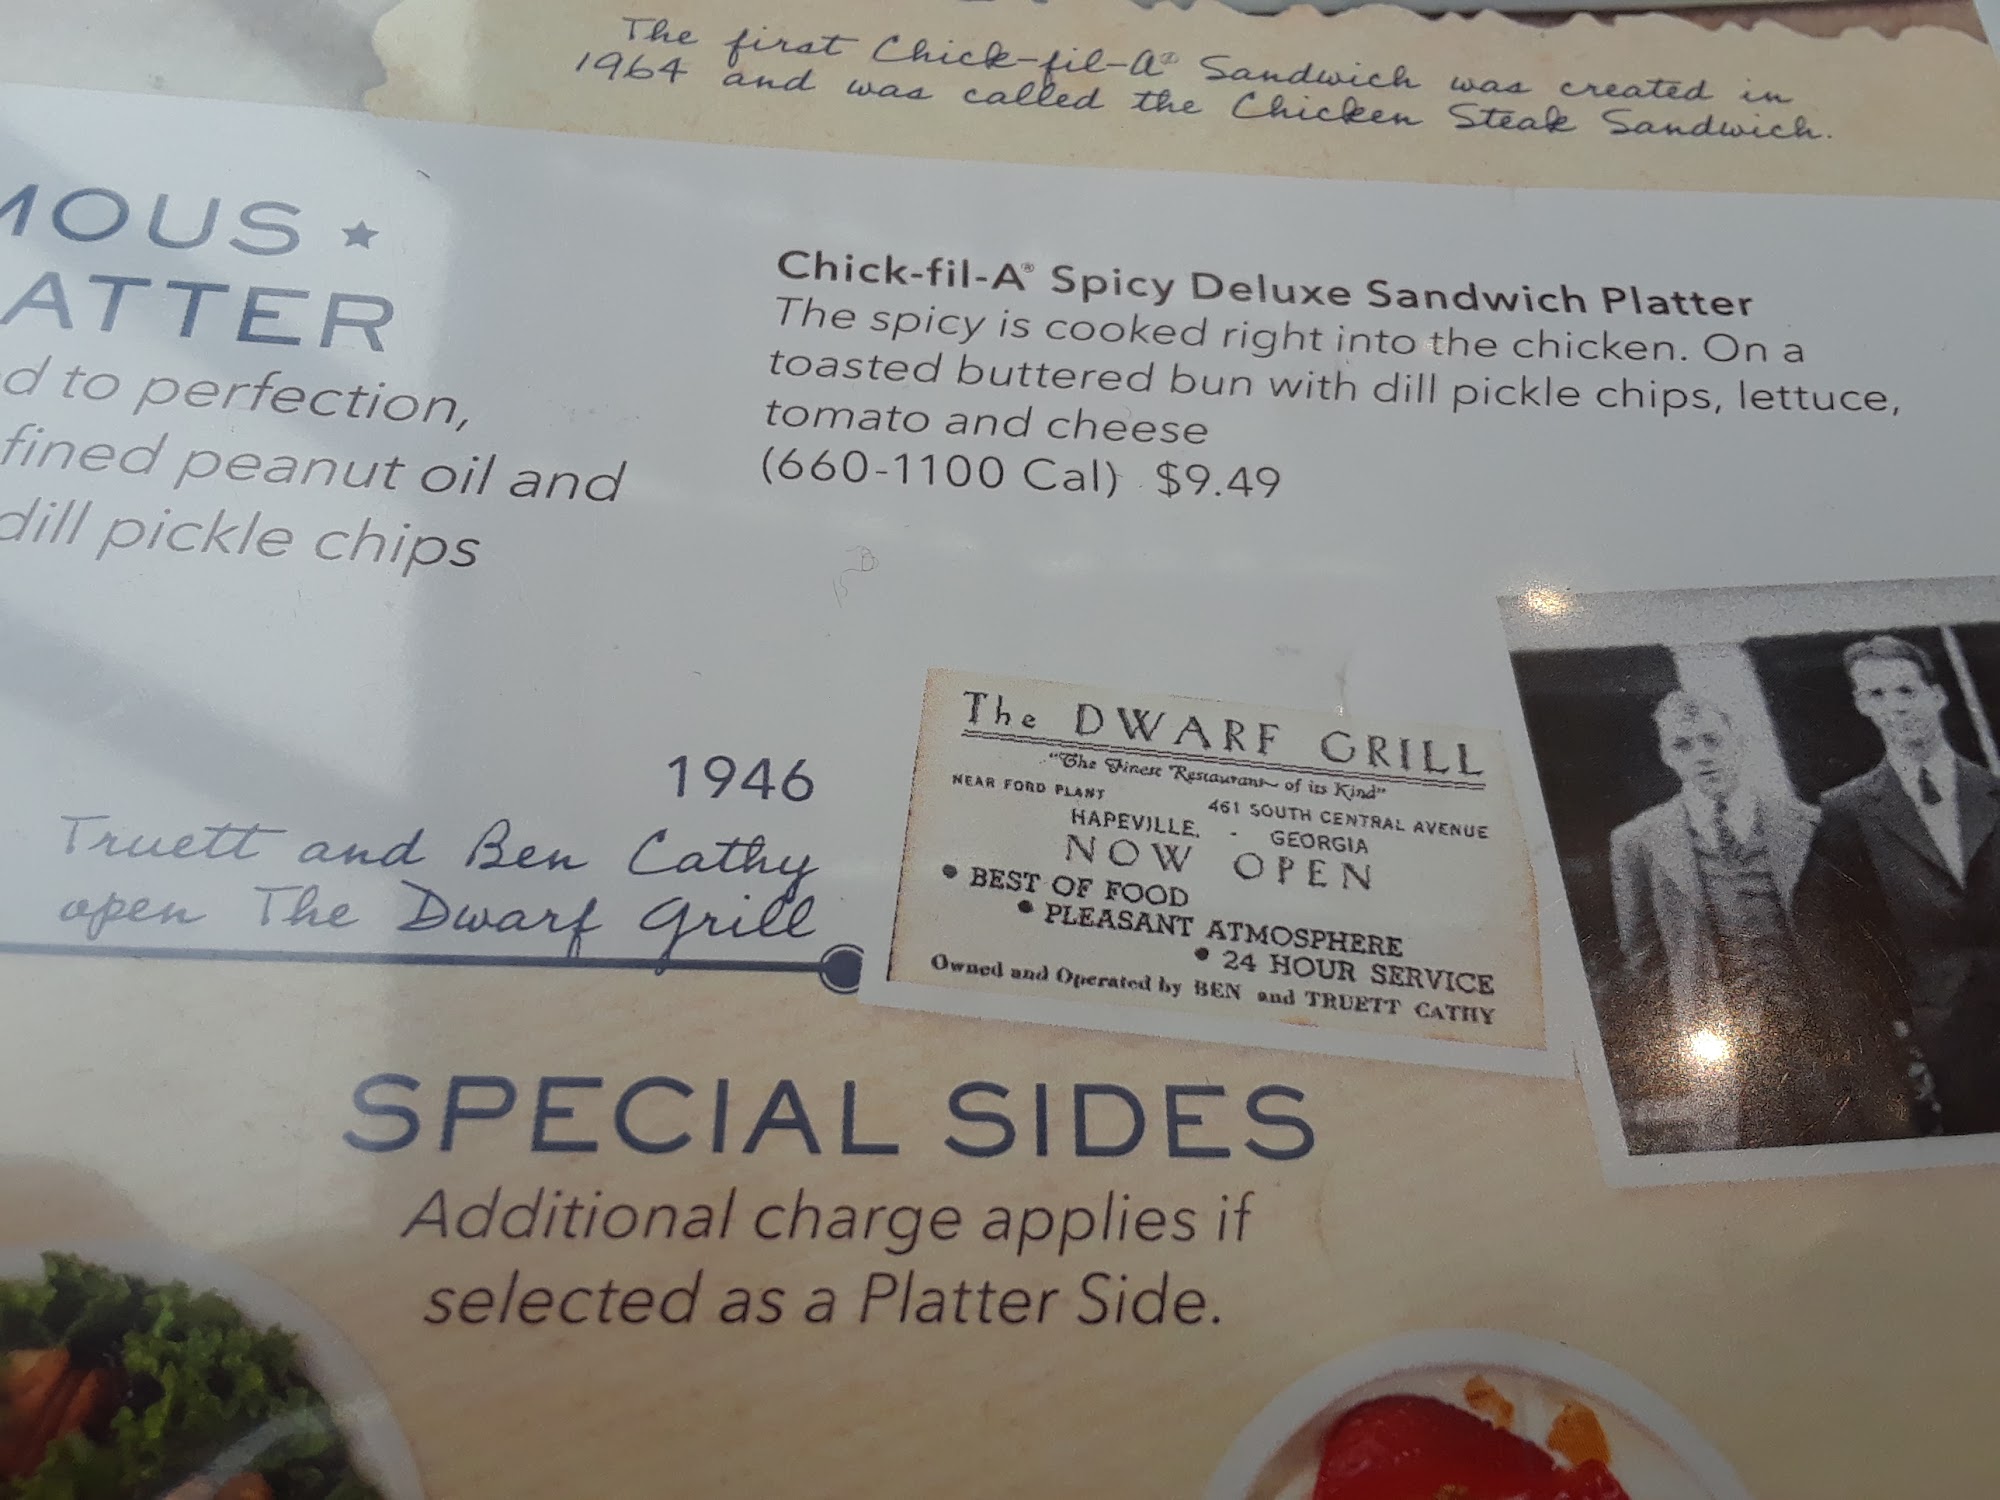 The first Chick-fil-A® Sandwich was created in
1964 and was called the Chicken Steak Sandwich.
MOUS ★
ATTER
d to perfection,
fined peanut oil and
dill pickle chips
Chick-fil-A® Spicy Deluxe Sandwich Platter
The spicy is cooked right into the chicken. On a
toasted buttered bun with dill pickle chips, lettuce,
tomato and cheese
(660-1100 Cal) $9.49
1946
Truett and Ben Cathy
open The Dwarf Grill
The DWARF GRILL
"The Finest Restaurant of its Kind"
NEAR FORD PLANT 461 SOUTH CENTRAL AVENUE
HAPEVILLE, - GEORGIA
NOW OPEN
• BEST OF FOOD
• PLEASANT ATMOSPHERE
• 24 HOUR SERVICE
Owned and Operated by BEN and TRUETT CATHY
SPECIAL SIDES
Additional charge applies if
selected as a Platter Side.